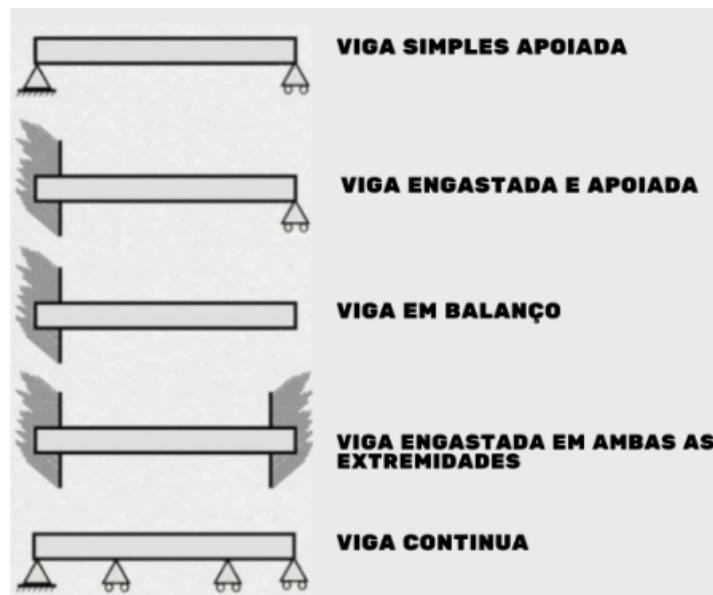 VIGA SIMPLES APOIADA
VIGA ENGASTADA E APOIADA
VIGA EM BALANÇO
VIGA ENGASTADA EM AMBAS AS
EXTREMIDADES
VIGA CONTINUA